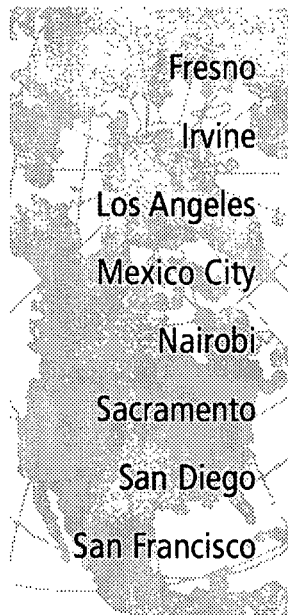 Fresno
Irvine
Los Angeles
Mexico City
Nairobi
Sacramento
San Diego
San Francisco